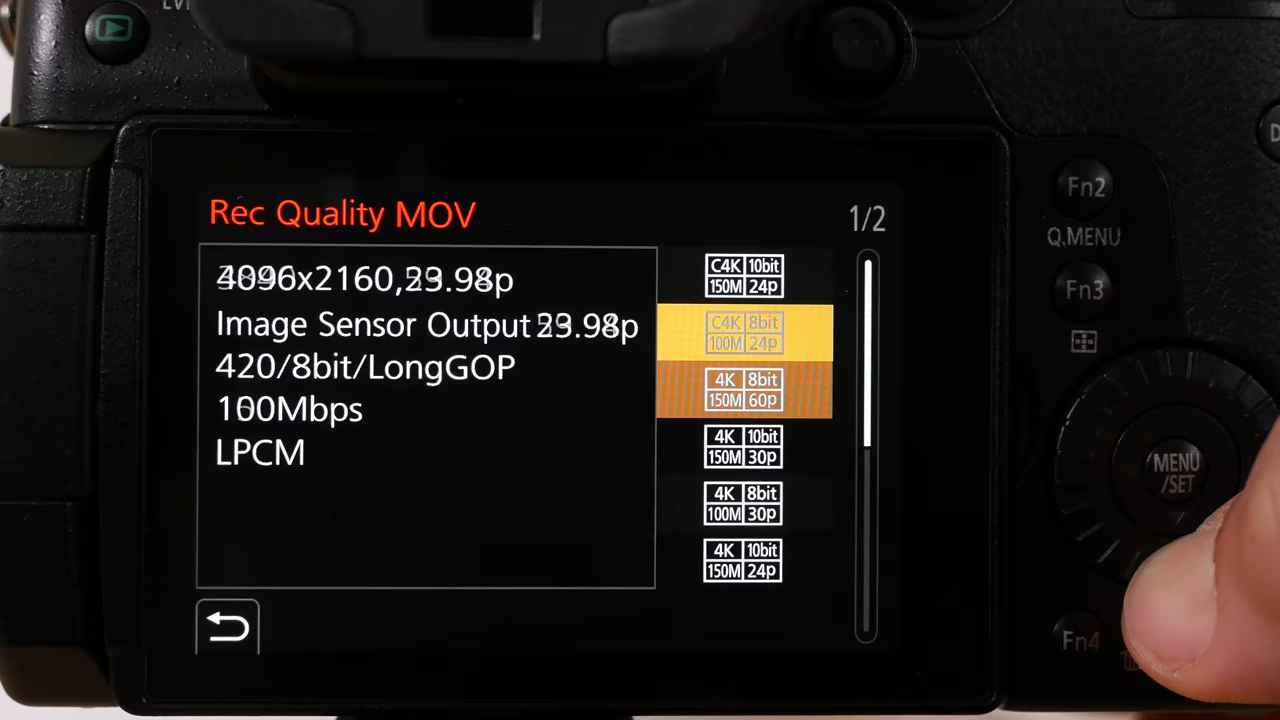 LVF
Rec Quality MOV
1/2
4096x2160,23.98p
Image Sensor Output 23.98p
420/8bit/LongGOP
100Mbps
LPCM
C4K 10bit
150M 24p
C4K 8bit
100M 24p
4K 8bit
150M 60p
4K 10bit
150M 30p
4K 8bit
100M 30p
4K 10bit
150M 24p
Fn2
Q.MENU
Fn3
MENU
/SET
Fn4